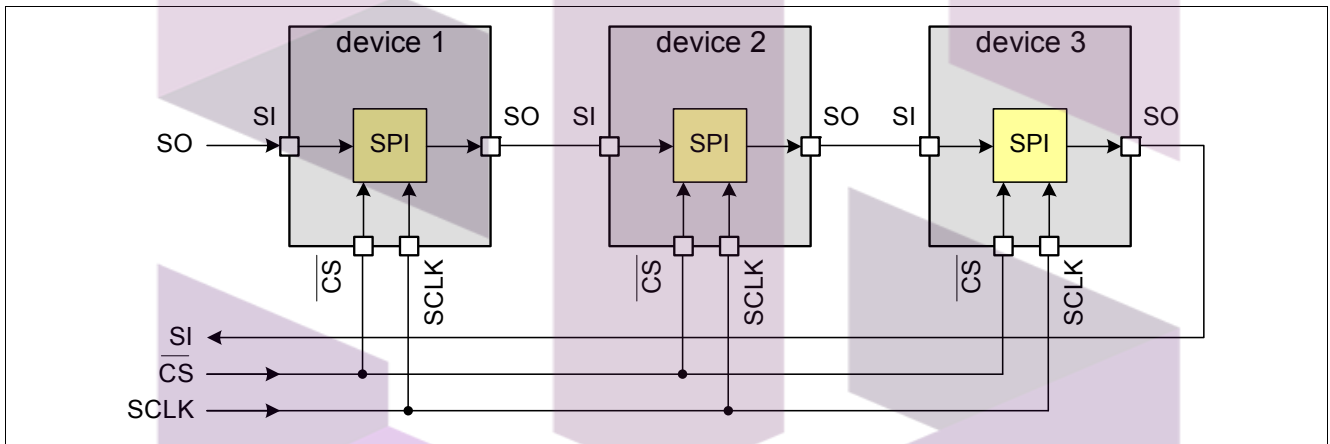 device 1 device 2 device 3
SI SO SI SO SI SO
SO
SPI SPI SPI
CS SCLK CS SCLK CS SCLK
SI
CS
SCLK